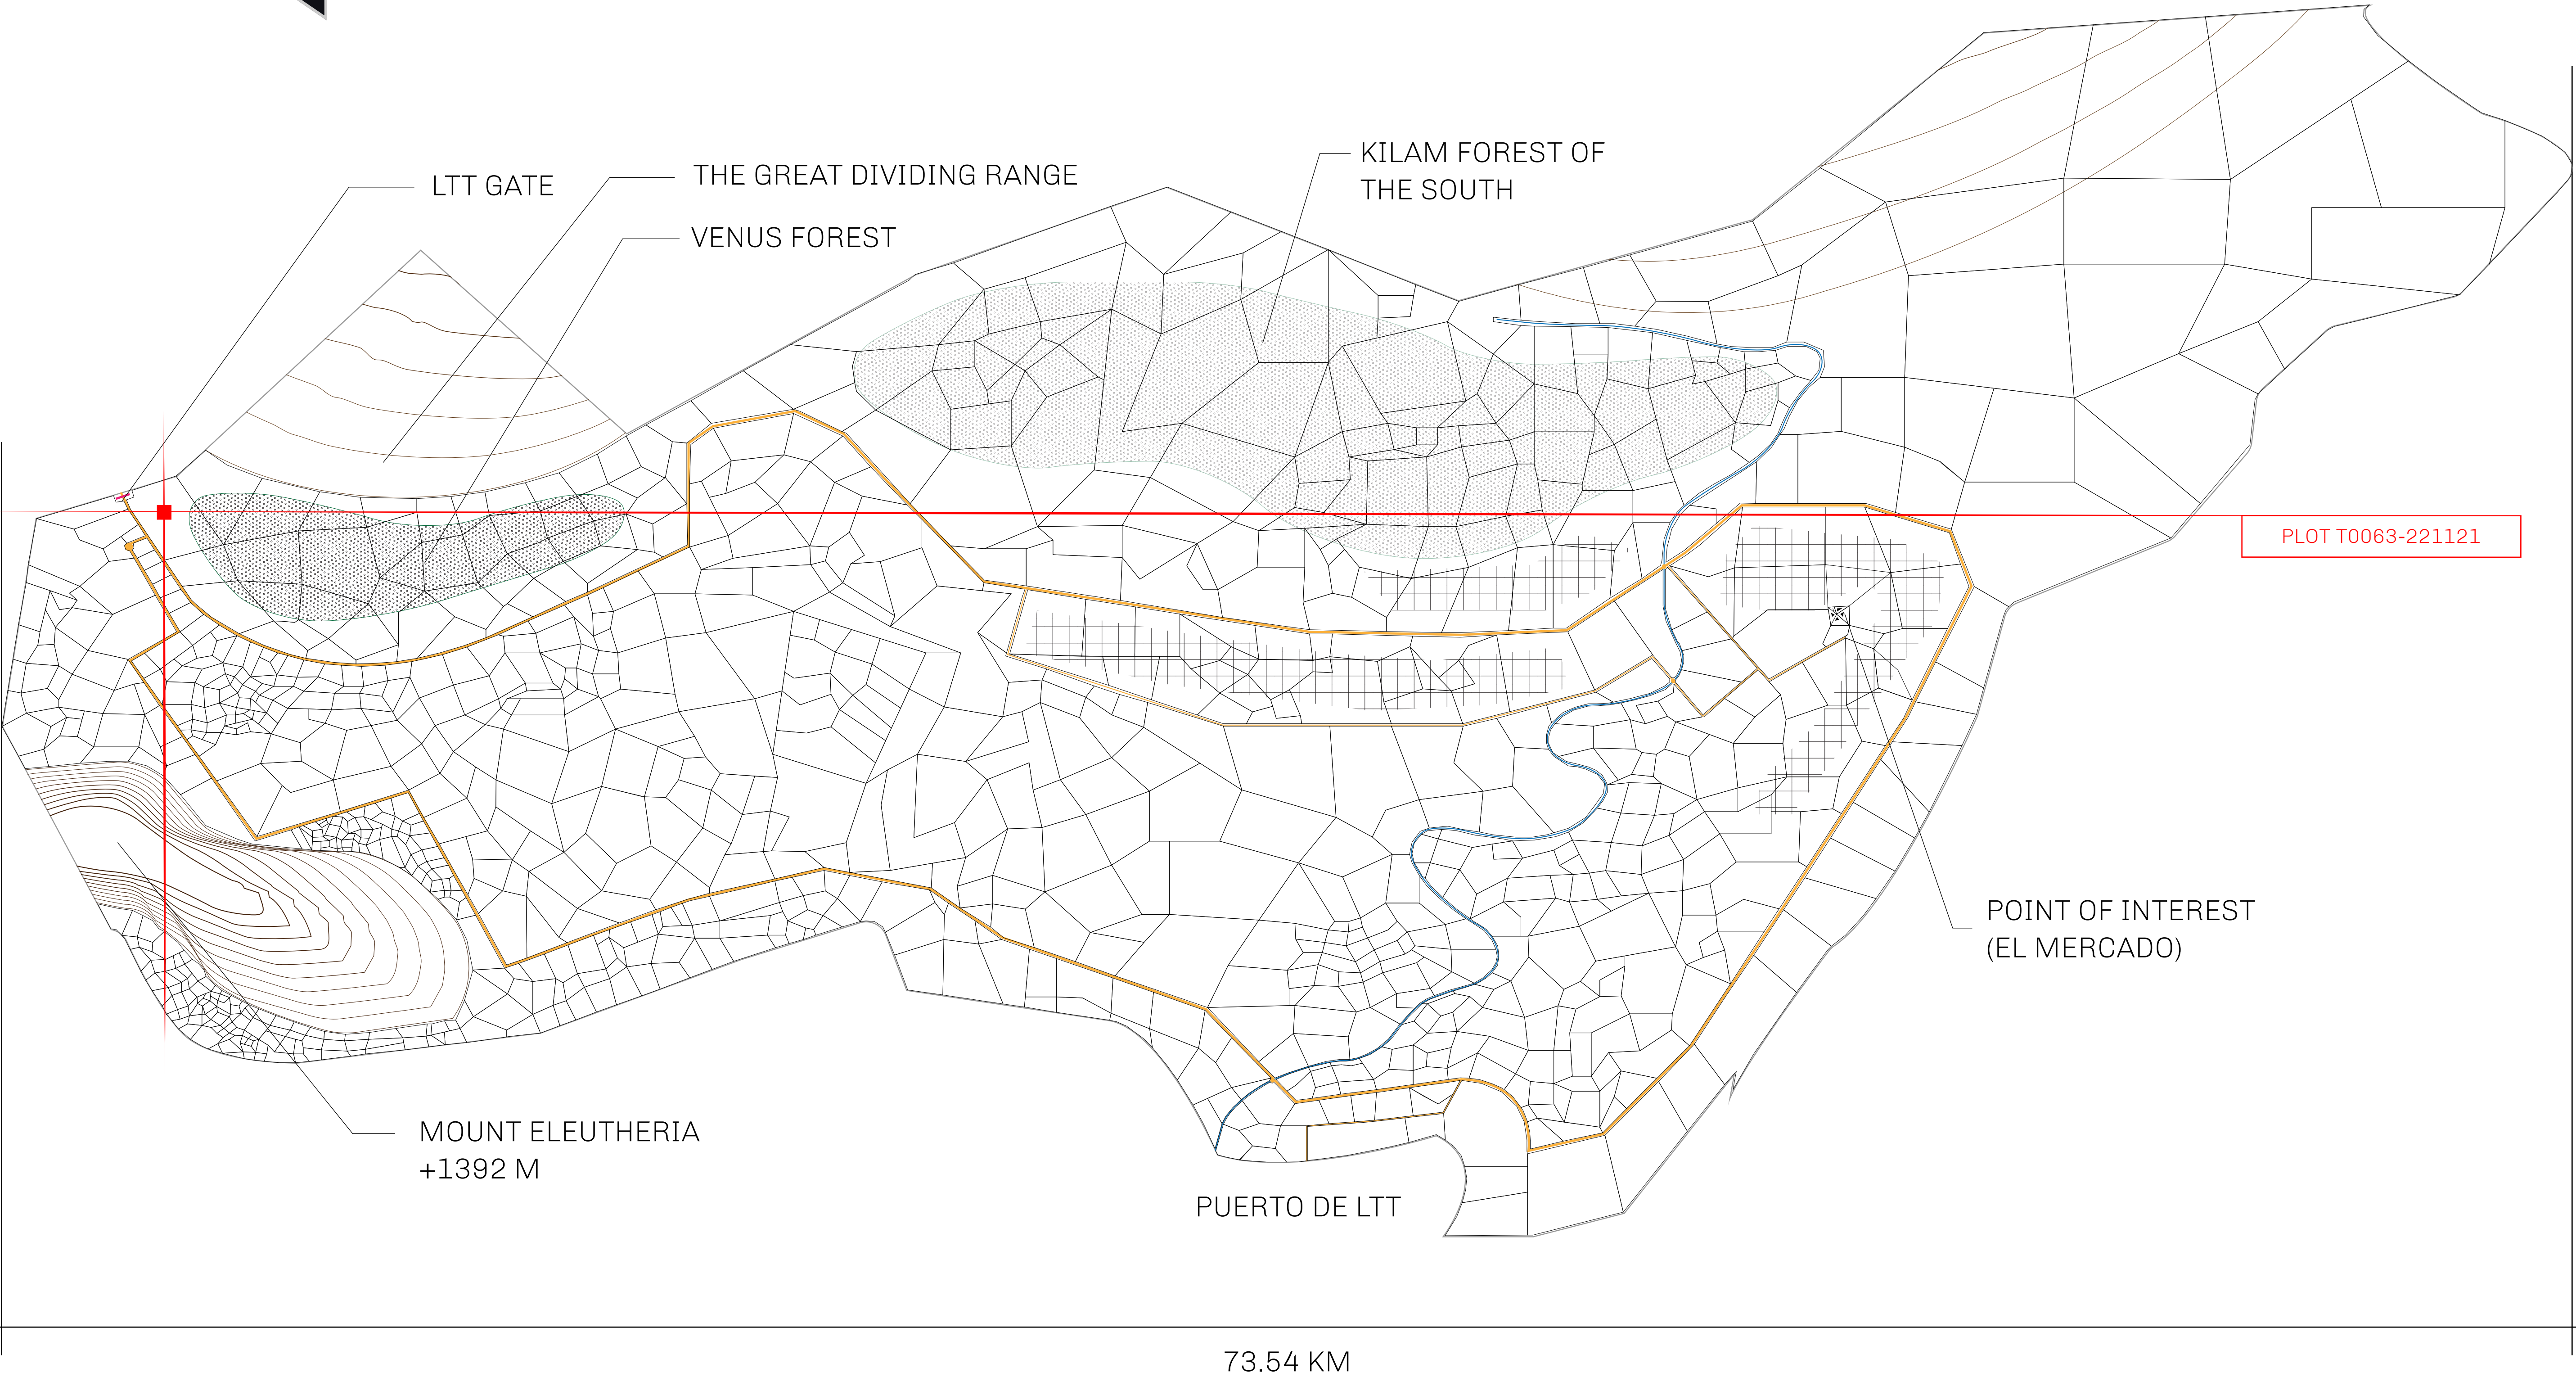 KILAM FOREST OF
THE SOUTH
LTT GATE
THE GREAT DIVIDING RANGE
VENUS FOREST
PLOT T0063-221121
POINT OF INTEREST
(EL MERCADO)
MOUNT ELEUTHERIA
+1392 M
PUERTO DE LTT
73.54 KM